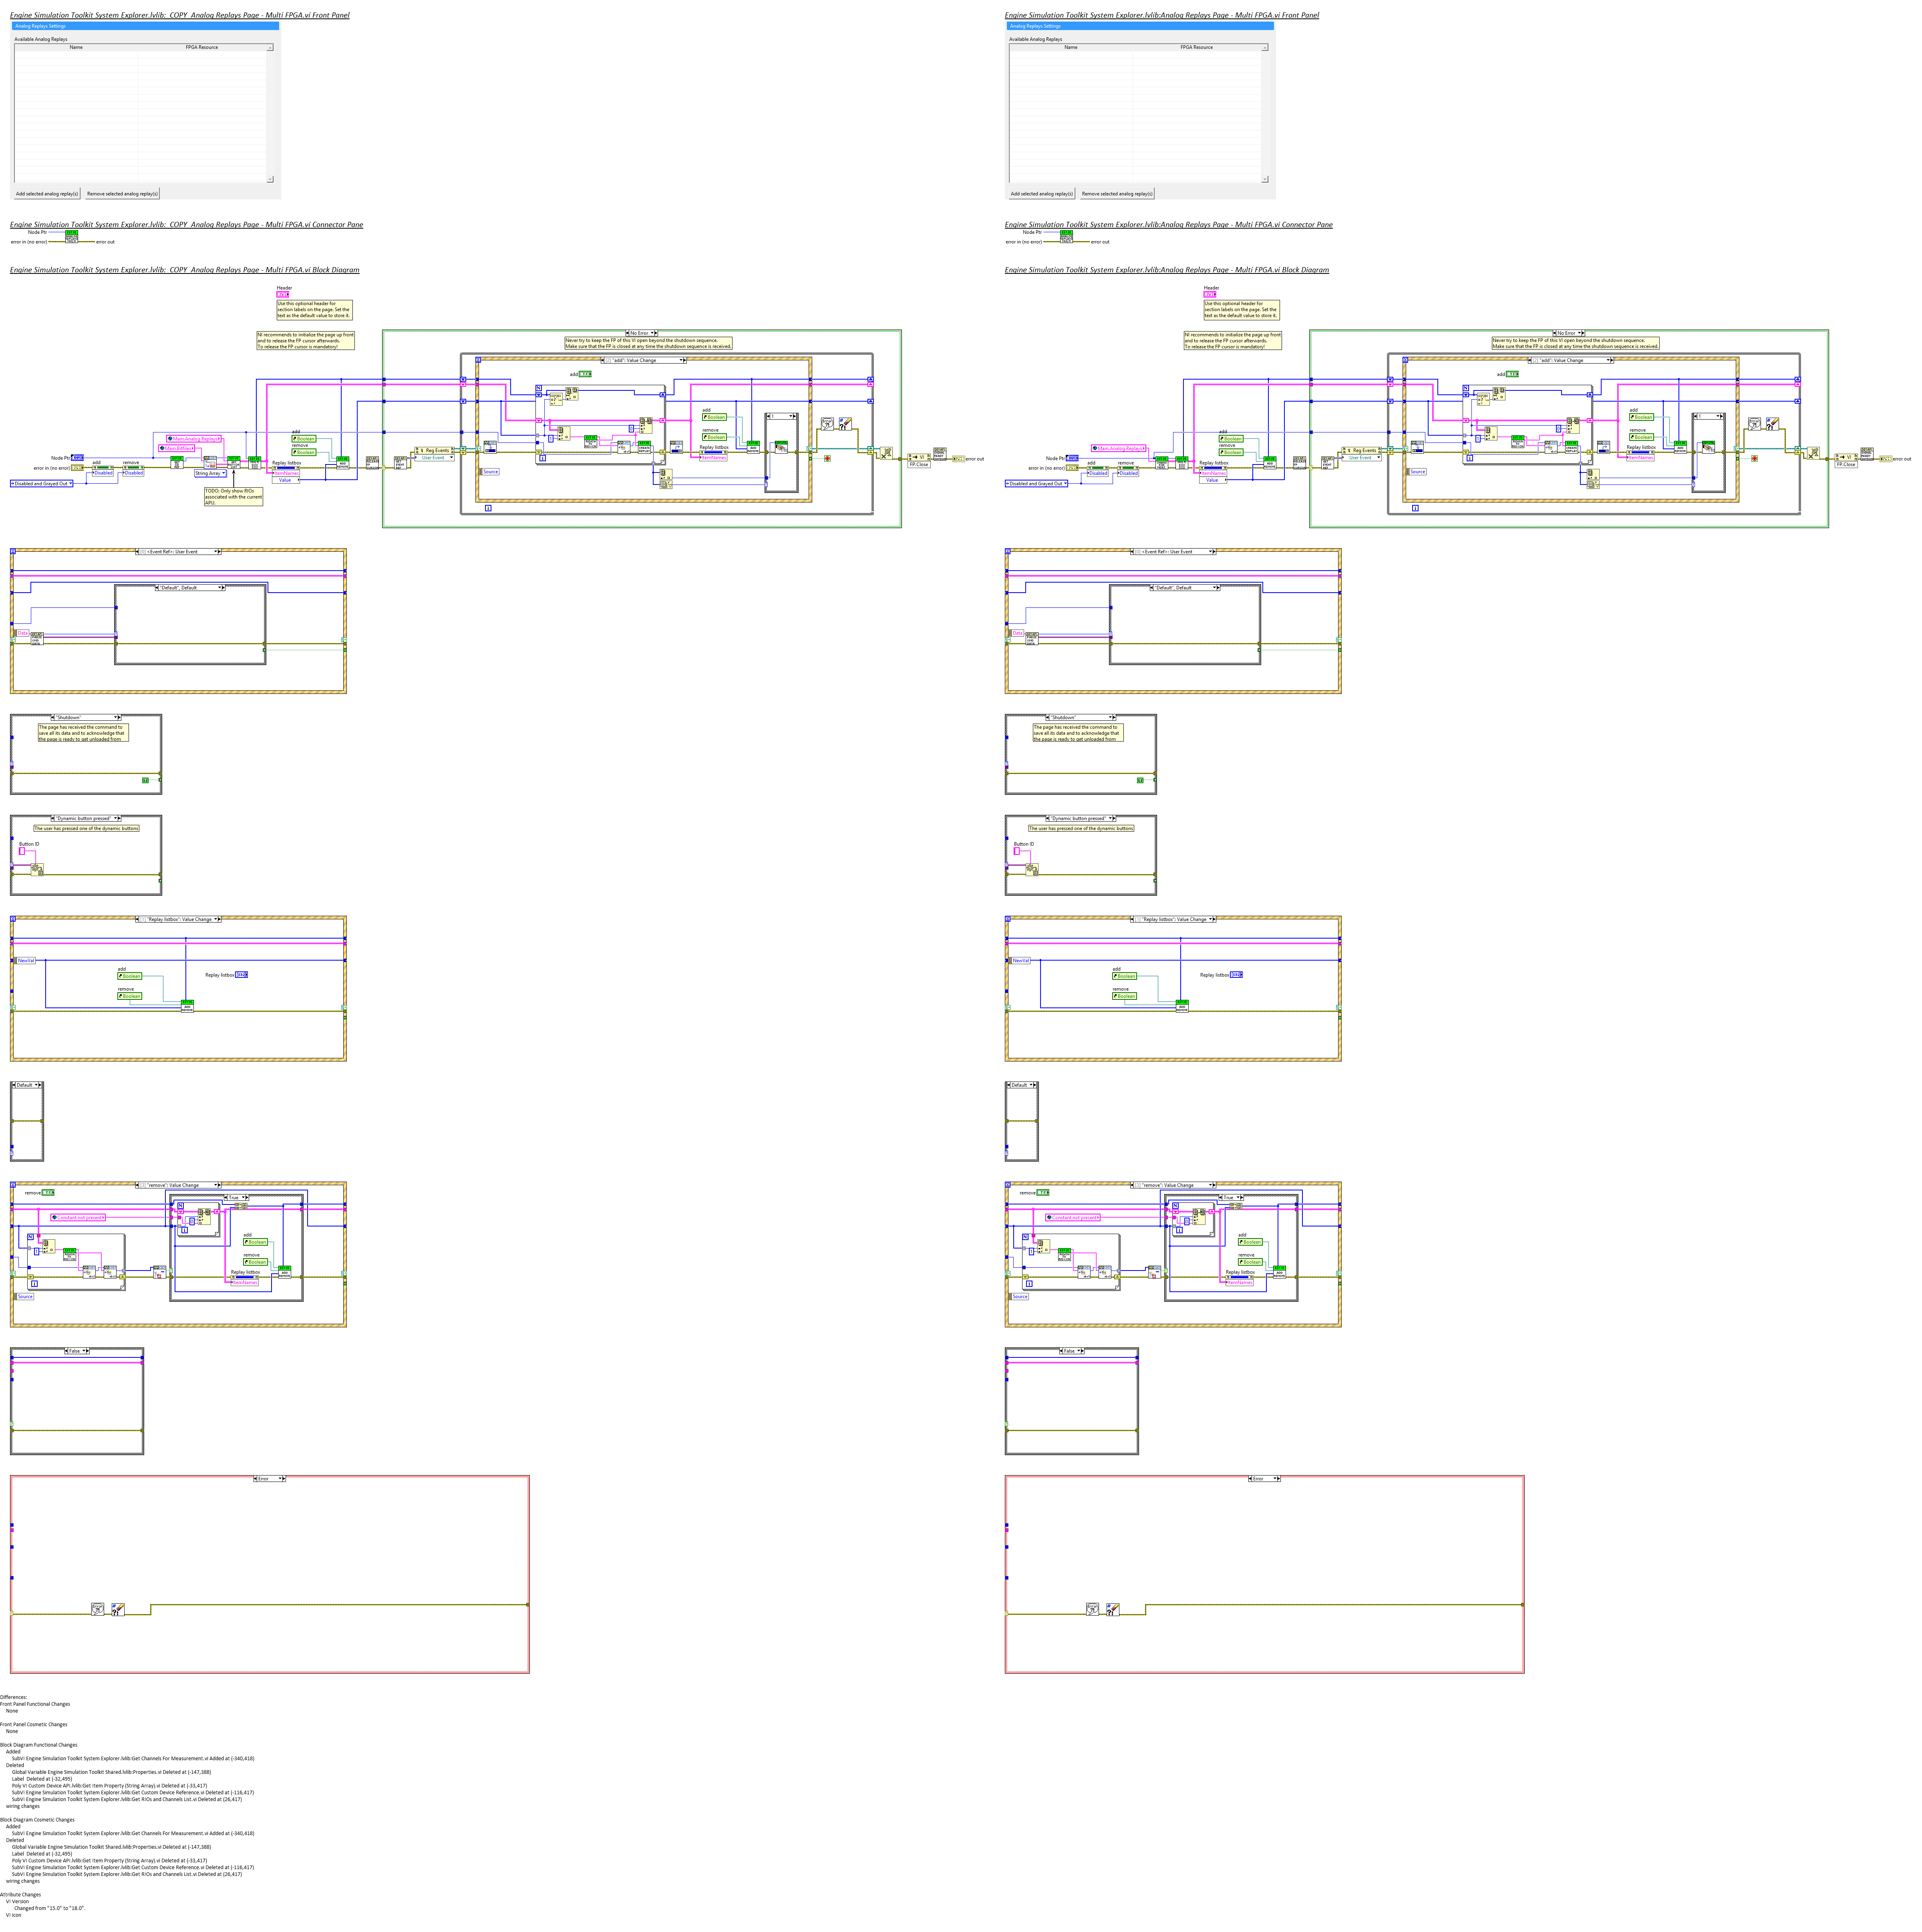 Engine Simulation Toolkit System Explorer.lvlib:_COPY_Analog Replays Page - Multi FPGA.vi Front Panel
Analog Replays Settings
Available Analog Replays
Name FPGA Resource
Add selected analog replay(s) Remove selected analog replay(s)
Engine Simulation Toolkit System Explorer.lvlib:_COPY_Analog Replays Page - Multi FPGA.vi Connector Pane
Node Ptr
error in (no error) error out
Engine Simulation Toolkit System Explorer.lvlib:_COPY_Analog Replays Page - Multi FPGA.vi Block Diagram
Header
Use this optional header for
section labels on the page. Set the
text as the default value to store it.
NI recommends to initialize the page up front
and to release the FP cursor afterwards.
To release the FP cursor is mandatory!
No Error
Never try to keep the FP of this VI open beyond the shutdown sequence.
Make sure that the FP is closed at any time the shutdown sequence is received.
[2] "add": Value Change
add
add
Boolean
remove
Boolean
Replay listbox
ItemNames
Source
Main.Analog Replays
Main.Bitfiles
Node Ptr
error in (no error)
add
Disabled
remove
Disabled
Disabled and Grayed Out
String Array
TODO: Only show RIOs
associated with the current
APU.
add
Boolean
remove
Boolean
Replay listbox
ItemNames
Value
Reg Events
User Event
VI
FP.Close
error out
[0] <Event Ref>: User Event
"Default", Default
Data
"Shutdown"
The page has received the command to
save all its data and to acknowledge that
the page is ready to get unloaded from
"Dynamic button pressed"
The user has pressed one of the dynamic buttons
Button ID
[1] "Replay listbox": Value Change
NewVal
add
Boolean
remove
Boolean
Replay listbox
Default
[3] "remove": Value Change
remove
True
Constant.not present
add
Boolean
remove
Boolean
Replay listbox
ItemNames
Source
False
Error
Engine Simulation Toolkit System Explorer.lvlib:Analog Replays Page - Multi FPGA.vi Front Panel
Analog Replays Settings
Available Analog Replays
Name FPGA Resource
Add selected analog replay(s) Remove selected analog replay(s)
Engine Simulation Toolkit System Explorer.lvlib:Analog Replays Page - Multi FPGA.vi Connector Pane
Node Ptr
error in (no error) error out
Engine Simulation Toolkit System Explorer.lvlib:Analog Replays Page - Multi FPGA.vi Block Diagram
Header
Use this optional header for
section labels on the page. Set the
text as the default value to store it.
NI recommends to initialize the page up front
and to release the FP cursor afterwards.
To release the FP cursor is mandatory!
No Error
Never try to keep the FP of this VI open beyond the shutdown sequence.
Make sure that the FP is closed at any time the shutdown sequence is received.
[2] "add": Value Change
add
add
Boolean
remove
Boolean
Replay listbox
ItemNames
Source
Main.Analog Replays
Node Ptr
error in (no error)
add
Disabled
remove
Disabled
Disabled and Grayed Out
add
Boolean
remove
Boolean
Replay listbox
ItemNames
Value
Reg Events
User Event
VI
FP.Close
error out
[0] <Event Ref>: User Event
"Default", Default
Data
"Shutdown"
The page has received the command to
save all its data and to acknowledge that
the page is ready to get unloaded from
"Dynamic button pressed"
The user has pressed one of the dynamic buttons
Button ID
[1] "Replay listbox": Value Change
NewVal
add
Boolean
remove
Boolean
Replay listbox
Default
[3] "remove": Value Change
remove
True
Constant.not present
add
Boolean
remove
Boolean
Replay listbox
ItemNames
Source
False
Error
Differences:
Front Panel Functional Changes
None
Front Panel Cosmetic Changes
None
Block Diagram Functional Changes
Added
SubVI Engine Simulation Toolkit System Explorer.lvlib:Get Channels For Measurement.vi Added at (-340,418)
Deleted
Global Variable Engine Simulation Toolkit Shared.lvlib:Properties.vi Deleted at (-147,388)
Label Deleted at (-32,495)
Poly VI Custom Device API.lvlib:Get Item Property (String Array).vi Deleted at (-33,417)
SubVI Engine Simulation Toolkit System Explorer.lvlib:Get Custom Device Reference.vi Deleted at (-116,417)
SubVI Engine Simulation Toolkit System Explorer.lvlib:Get RIOs and Channels List.vi Deleted at (26,417)
wiring changes
Block Diagram Cosmetic Changes
Added
SubVI Engine Simulation Toolkit System Explorer.lvlib:Get Channels For Measurement.vi Added at (-340,418)
Deleted
Global Variable Engine Simulation Toolkit Shared.lvlib:Properties.vi Deleted at (-147,388)
Label Deleted at (-32,495)
Poly VI Custom Device API.lvlib:Get Item Property (String Array).vi Deleted at (-33,417)
SubVI Engine Simulation Toolkit System Explorer.lvlib:Get Custom Device Reference.vi Deleted at (-116,417)
SubVI Engine Simulation Toolkit System Explorer.lvlib:Get RIOs and Channels List.vi Deleted at (26,417)
wiring changes
Attribute Changes
VI Version
Changed from "15.0" to "18.0".
VI Icon